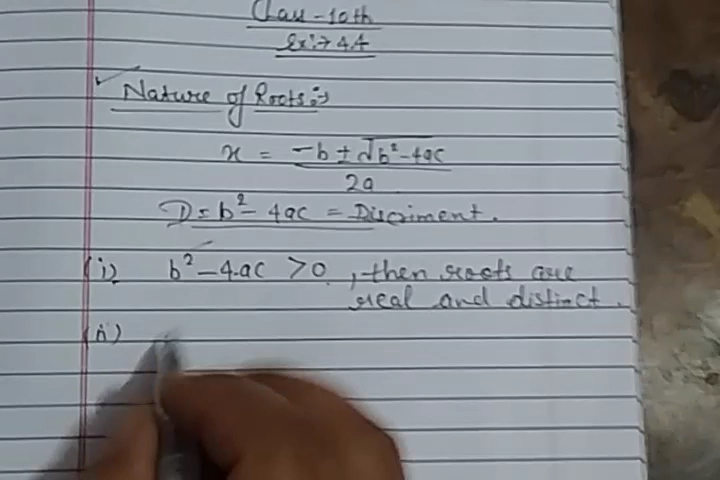 Class - 10th
Ex:→ 4.4
Nature of Roots:→
x = -b ± √b² - 4ac
2a
D = b² - 4ac = Discriment.
(i) b² - 4ac > 0, then roots are
real and distinct.
(ii)